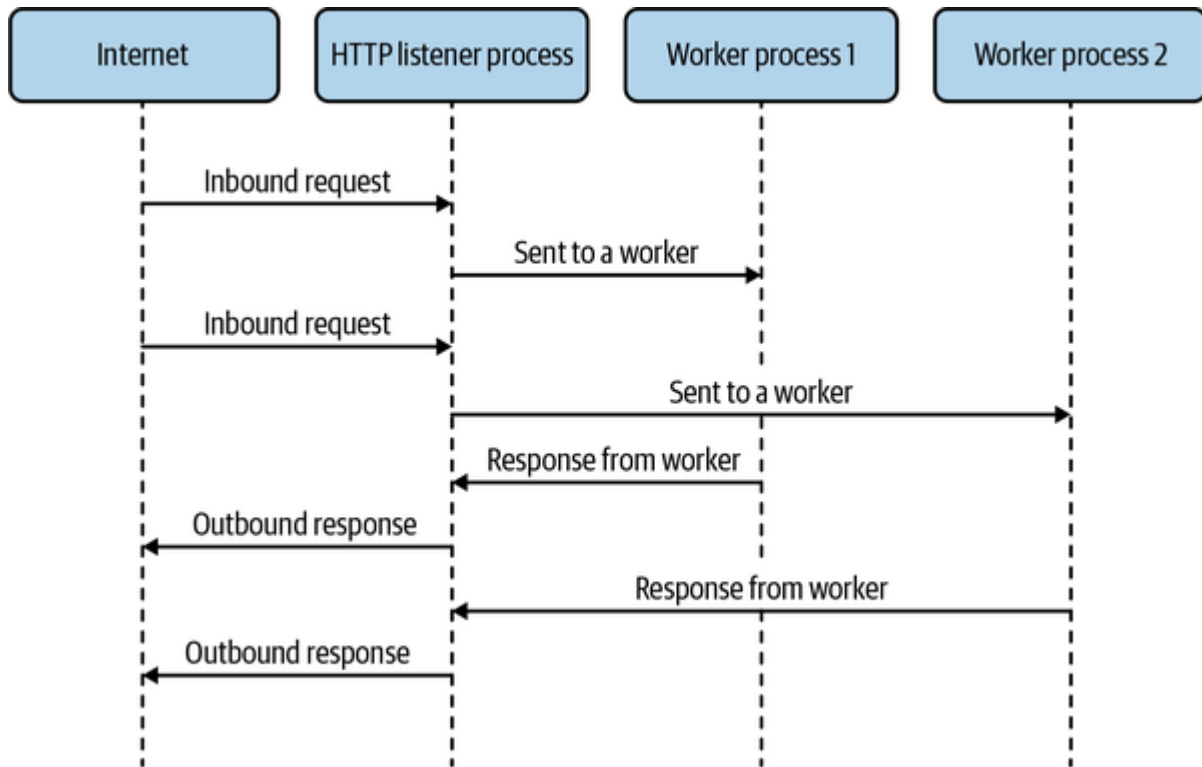 Internet
HTTP listener process
Worker process 1
Worker process 2
Inbound request
Sent to a worker
Inbound request
Sent to a worker
Response from worker
Outbound response
Response from worker
Outbound response